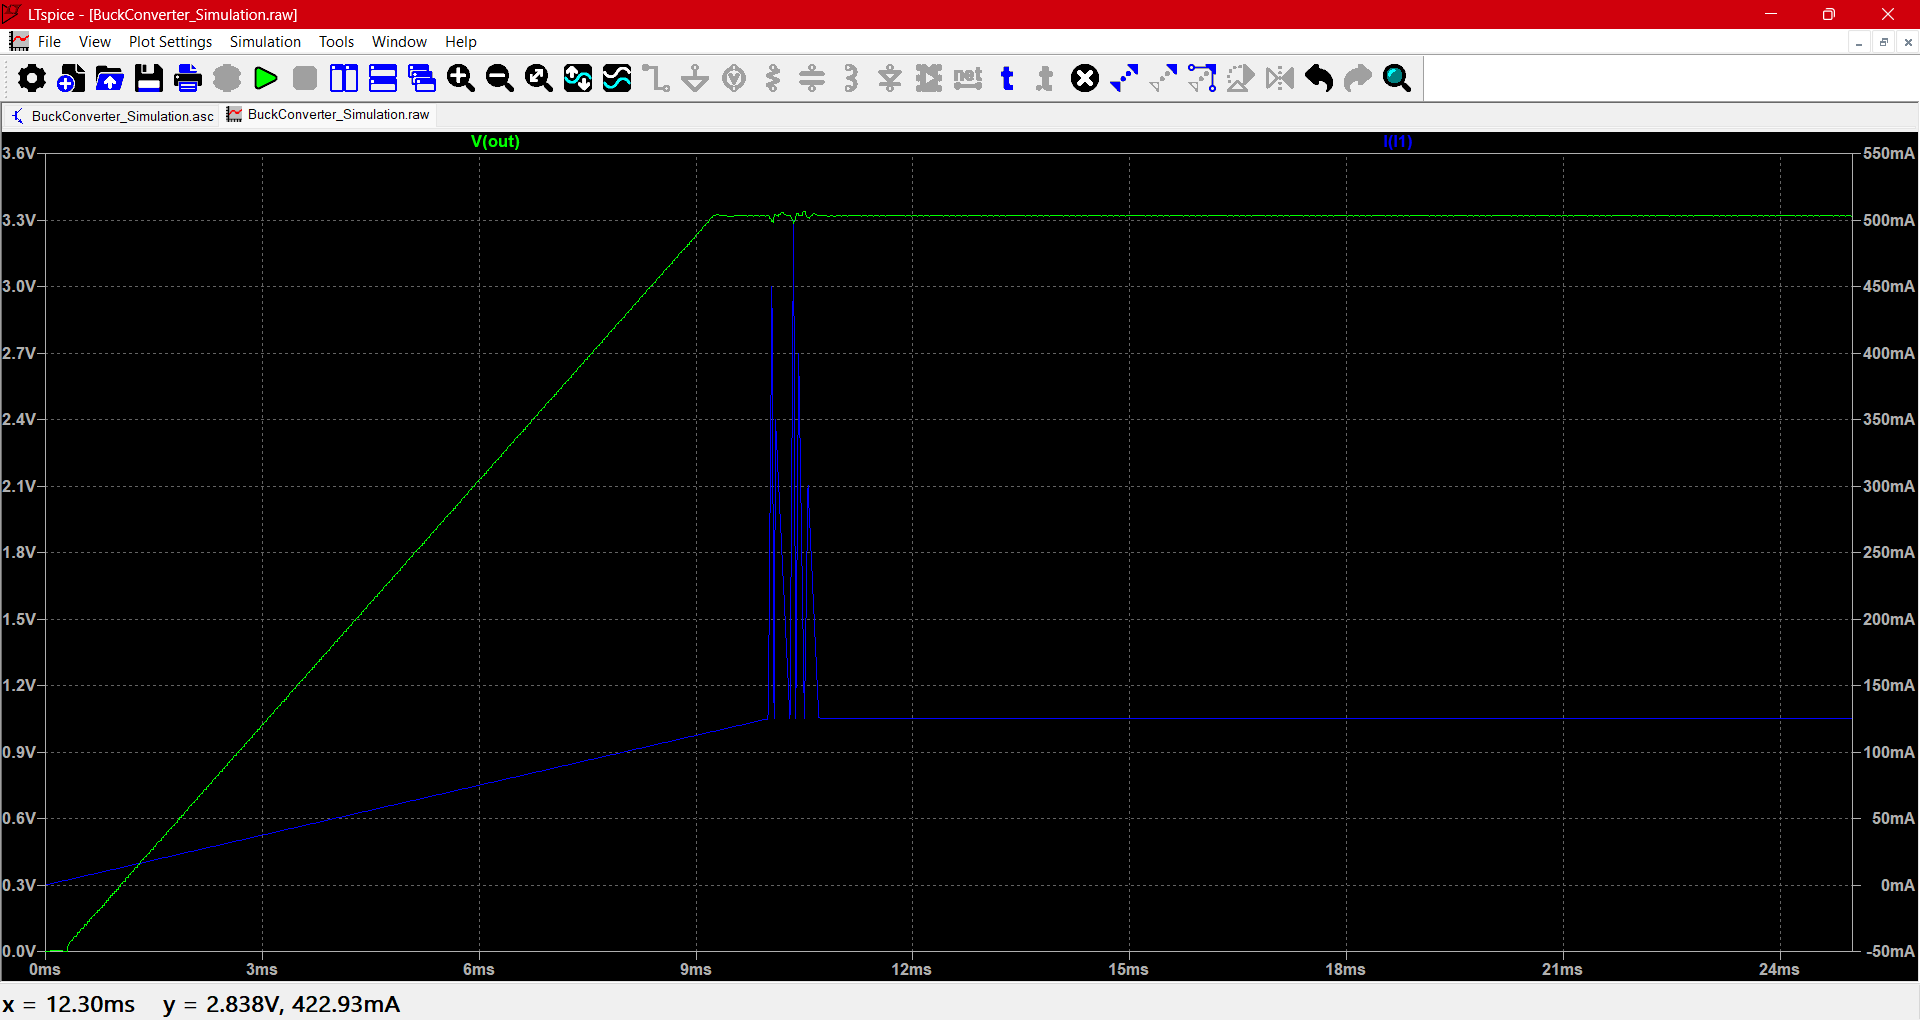 LTspice - [BuckConverter_Simulation.raw]
File View Plot Settings Simulation Tools Window Help
net t .t
BuckConverter_Simulation.asc BuckConverter_Simulation.raw
V(out) I(I1)
3.6V 550mA
3.3V 500mA
3.0V 450mA
2.7V 400mA
2.4V 350mA
2.1V 300mA
1.8V 250mA
1.5V 200mA
1.2V 150mA
0.9V 100mA
0.6V 50mA
0.3V 0mA
0.0V -50mA
0ms 3ms 6ms 9ms 12ms 15ms 18ms 21ms 24ms
x = 12.30ms y = 2.838V, 422.93mA